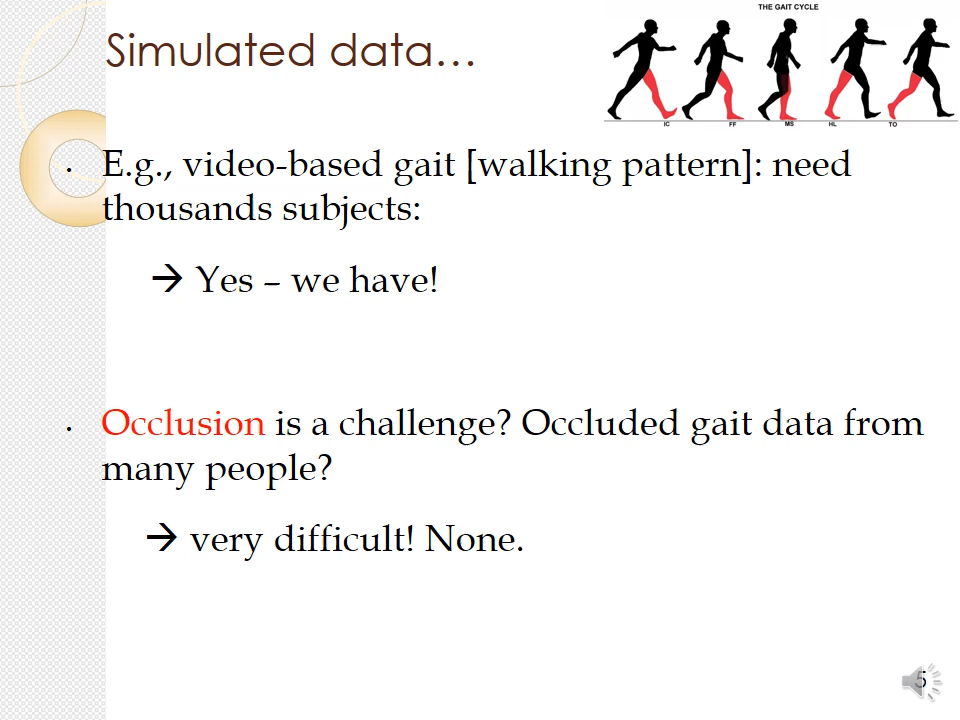 THE GAIT CYCLE
Simulated data...
IC FF MS HL TO
• E.g., video-based gait [walking pattern]: need
thousands subjects:
→ Yes – we have!
• Occlusion is a challenge? Occluded gait data from
many people?
→ very difficult! None.
5